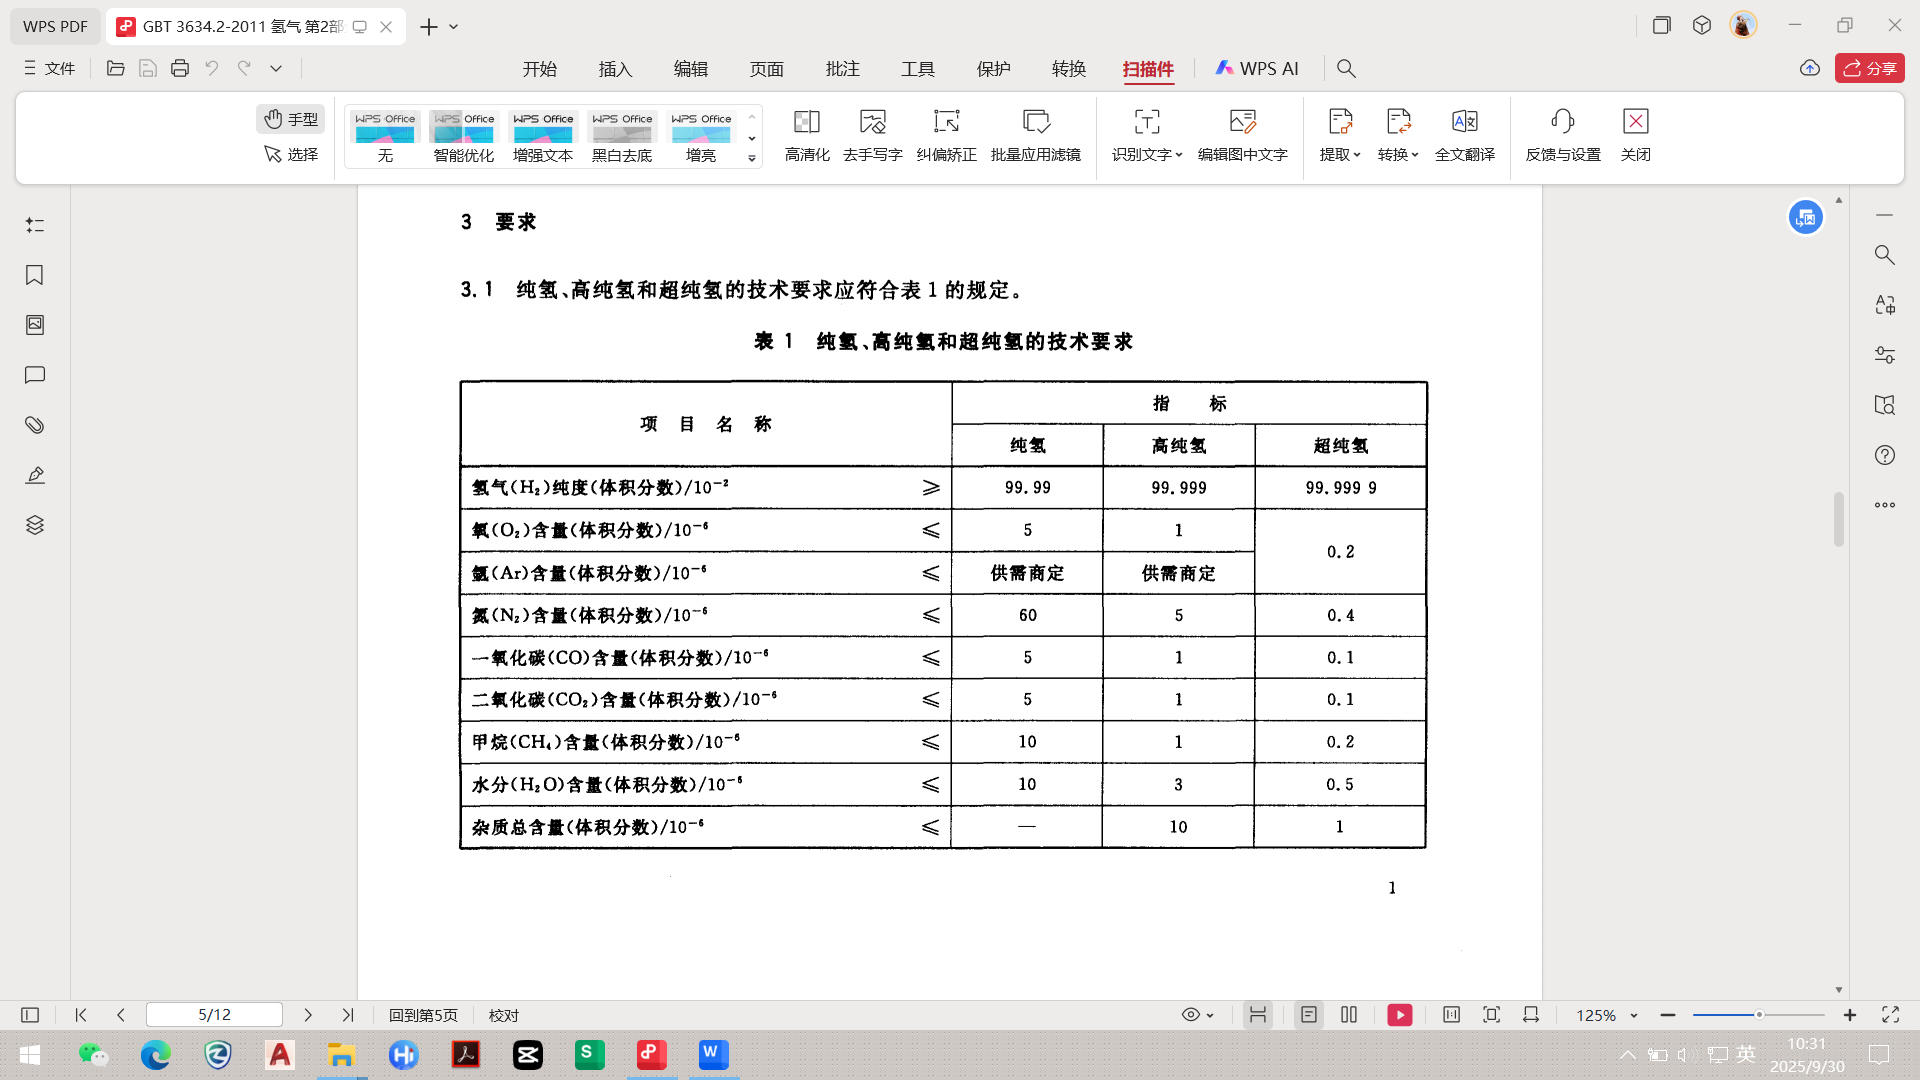 WPS PDF
GBT 3634.2-2011 氢气 第2部
文件
开始 插入 编辑 页面 批注 工具 保护 转换 扫描件 WPS AI
分享
手型
选择
WPS Office WPS Office WPS Office WPS Office WPS Office
无 智能优化 增强文本 黑白去底 增亮
高清化 去手写字 纠偏矫正 批量应用滤镜 识别文字 编辑图中文字 提取 转换 全文翻译 反馈与设置 关闭
3 要求
3.1 纯氢、高纯氢和超纯氢的技术要求应符合表1的规定。
表 1 纯氢、高纯氢和超纯氢的技术要求
项 目 名 称 指 标
纯氢 高纯氢 超纯氢
氢气(H₂)纯度(体积分数)/10⁻² ≥ 99.99 99.999 99.999 9
氧(O₂)含量(体积分数)/10⁻⁶ ≤ 5 1 0.2
氩(Ar)含量(体积分数)/10⁻⁶ ≤ 供需商定 供需商定
氮(N₂)含量(体积分数)/10⁻⁶ ≤ 60 5 0.4
一氧化碳(CO)含量(体积分数)/10⁻⁶ ≤ 5 1 0.1
二氧化碳(CO₂)含量(体积分数)/10⁻⁶ ≤ 5 1 0.1
甲烷(CH₄)含量(体积分数)/10⁻⁶ ≤ 10 1 0.2
水分(H₂O)含量(体积分数)/10⁻⁶ ≤ 10 3 0.5
杂质总含量(体积分数)/10⁻⁶ ≤ — 10 1
1
5/12
回到第5页 校对
125%
英
10:31
2025/9/30